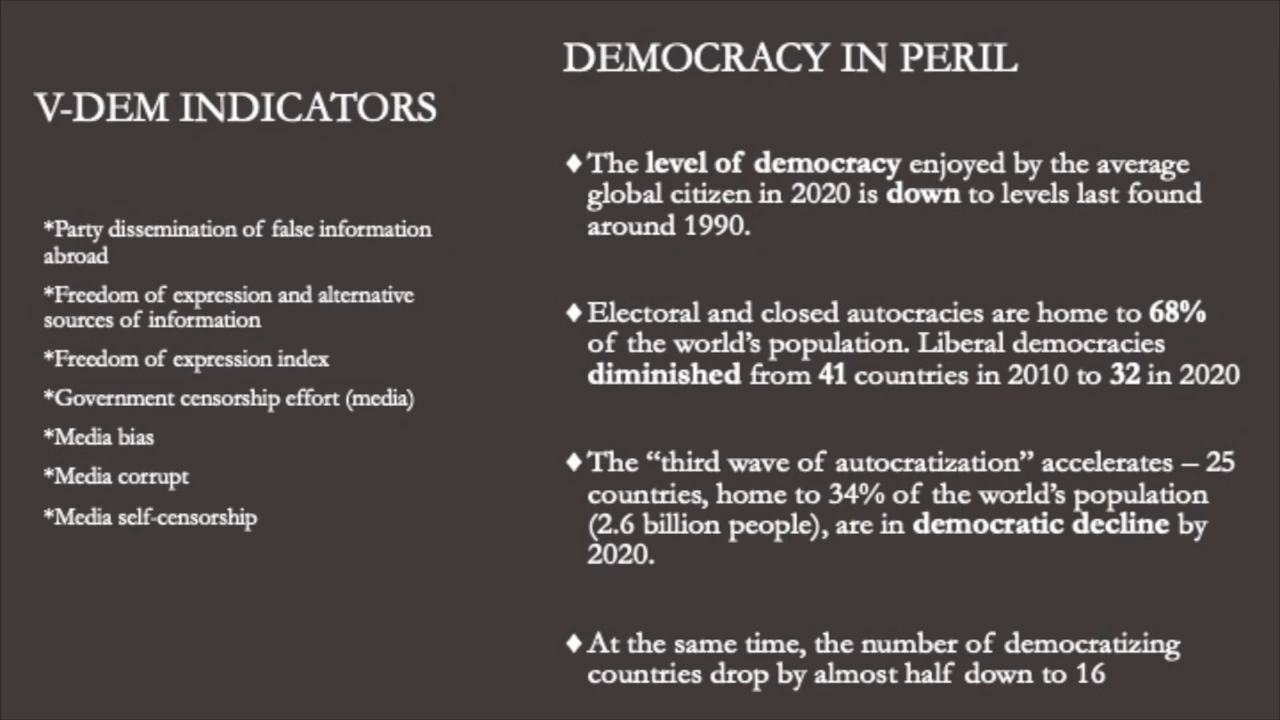 V-DEM INDICATORS
*Party dissemination of false information
abroad
*Freedom of expression and alternative
sources of information
*Freedom of expression index
*Government censorship effort (media)
*Media bias
*Media corrupt
*Media self-censorship
DEMOCRACY IN PERIL
♦The level of democracy enjoyed by the average
global citizen in 2020 is down to levels last found
around 1990.
♦Electoral and closed autocracies are home to 68%
of the world’s population. Liberal democracies
diminished from 41 countries in 2010 to 32 in 2020
♦The “third wave of autocratization” accelerates – 25
countries, home to 34% of the world’s population
(2.6 billion people), are in democratic decline by
2020.
♦At the same time, the number of democratizing
countries drop by almost half down to 16